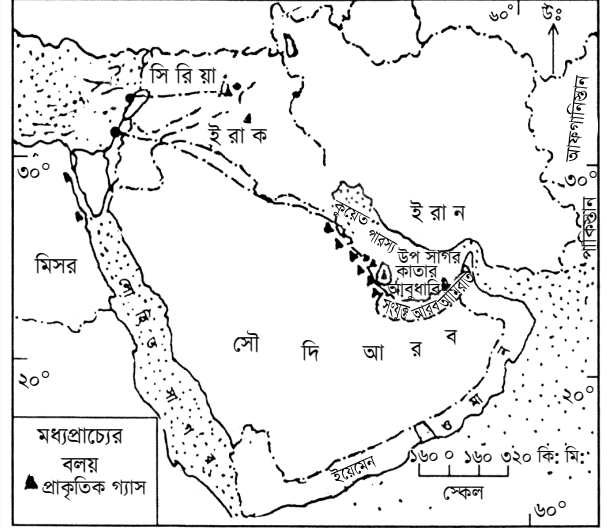 ৬০°
উঃ
সিরিয়া
ইরাক
আফগানিস্তান
৩০°
৩০°
ইরান
পাকিস্তান
কুয়েত
পারস্য
উপ সাগর
মিসর
কাতার
আবুধাবি
সংযুক্ত আরব আমিরাত
সৌদি আরব
লোহিত সাগর
২০°
২০°
ওমান
ইয়েমেন
মধ্যপ্রাচ্যের
বলয়
প্রাকৃতিক গ্যাস
১৬০ ০ ১৬০ ৩২০ কি: মি:
স্কেল
৬০°